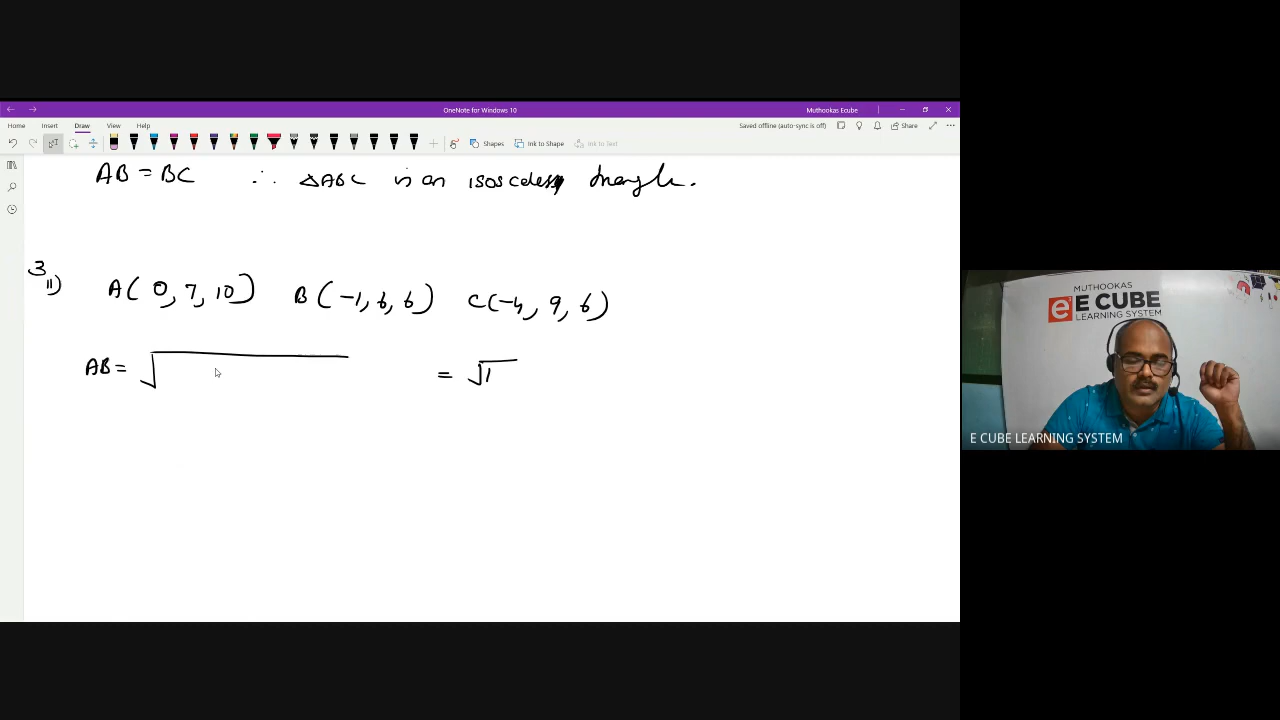 OneNote for Windows 10
Muthookas Ecube
Home Insert Draw View Help
Saved offline (auto-sync is off)
Share
Shapes
Ink to Shape
Ink to Text
AB = BC ∴ △ABC is an isosceles triangle.
3
ii) A(0, 7, 10) B(-1, 6, 6) C(-4, 9, 6)
AB = √ = √1
MUTHOOKAS
e E CUBE
LEARNING SYSTEM
E CUBE LEARNING SYSTEM